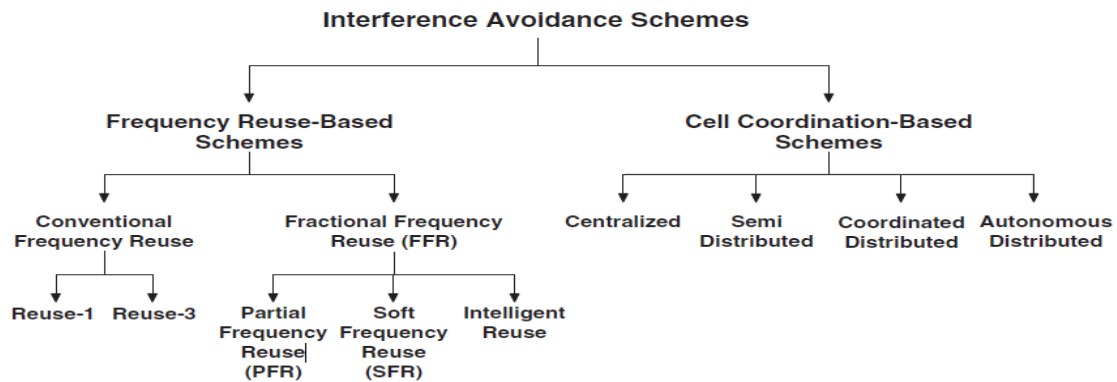 Interference Avoidance Schemes
Frequency Reuse-Based
Schemes
Cell Coordination-Based
Schemes
Conventional
Frequency Reuse
Fractional Frequency
Reuse (FFR)
Centralized
Semi
Distributed
Coordinated
Distributed
Autonomous
Distributed
Reuse-1
Reuse-3
Partial
Frequency
Reuse
(PFR)
Soft
Frequency
Reuse
(SFR)
Intelligent
Reuse